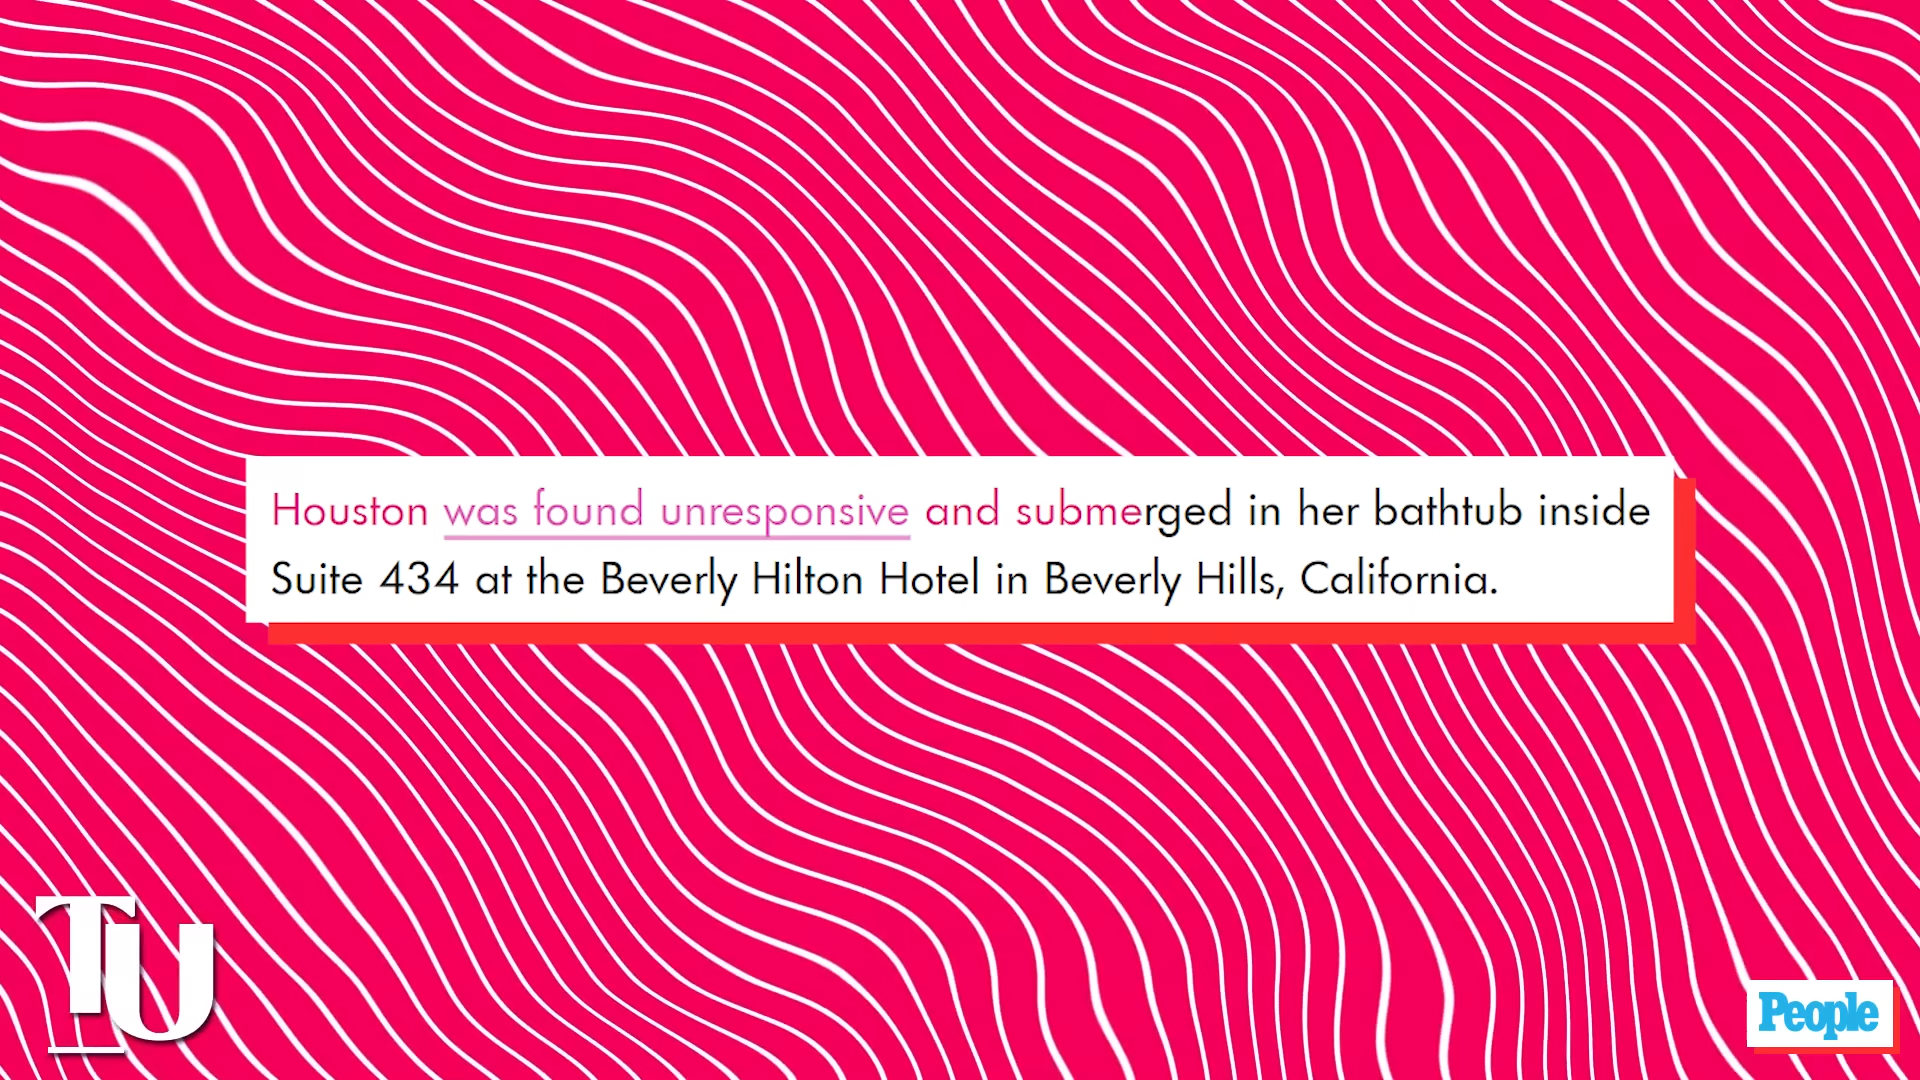 Houston was found unresponsive and submerged in her bathtub inside
Suite 434 at the Beverly Hilton Hotel in Beverly Hills, California.
TU
People